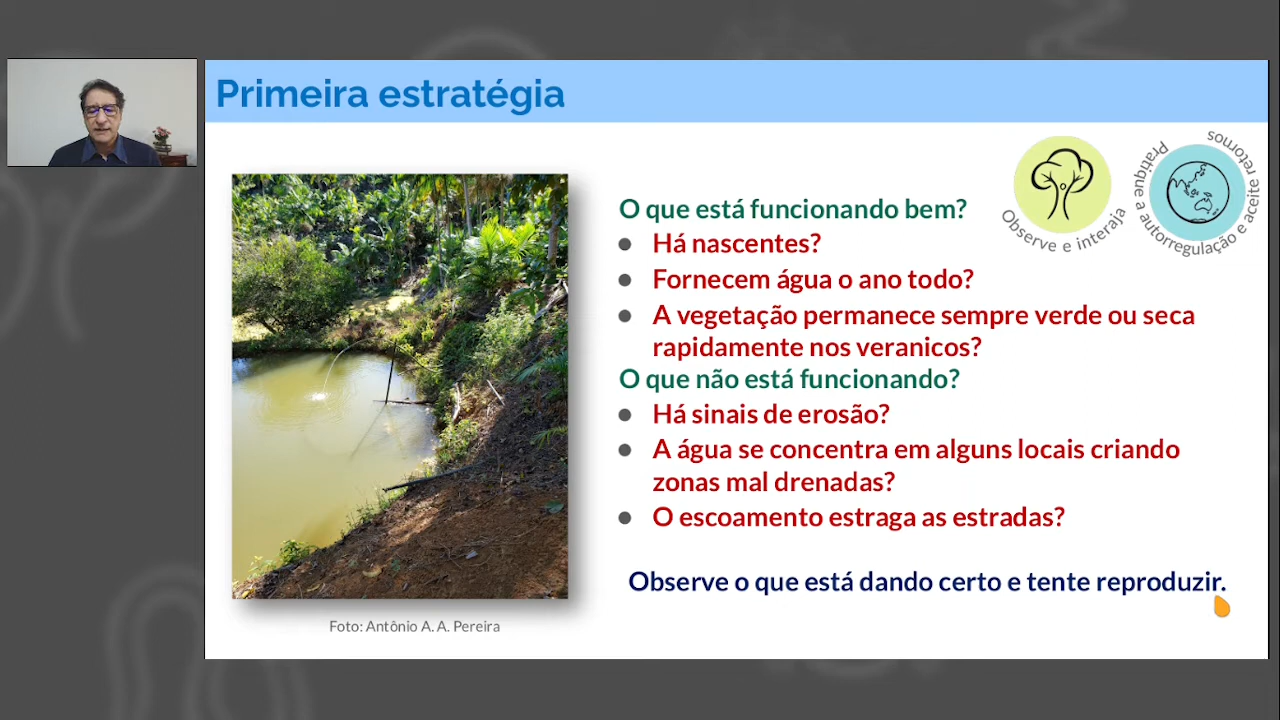 Primeira estratégia
Observe e interaja
Pratique a autorregulação e aceite retornos
O que está funcionando bem?
Há nascentes?
Fornecem água o ano todo?
A vegetação permanece sempre verde ou seca
rapidamente nos veranicos?
O que não está funcionando?
Há sinais de erosão?
A água se concentra em alguns locais criando
zonas mal drenadas?
O escoamento estraga as estradas?
Observe o que está dando certo e tente reproduzir.
Foto: Antônio A. A. Pereira